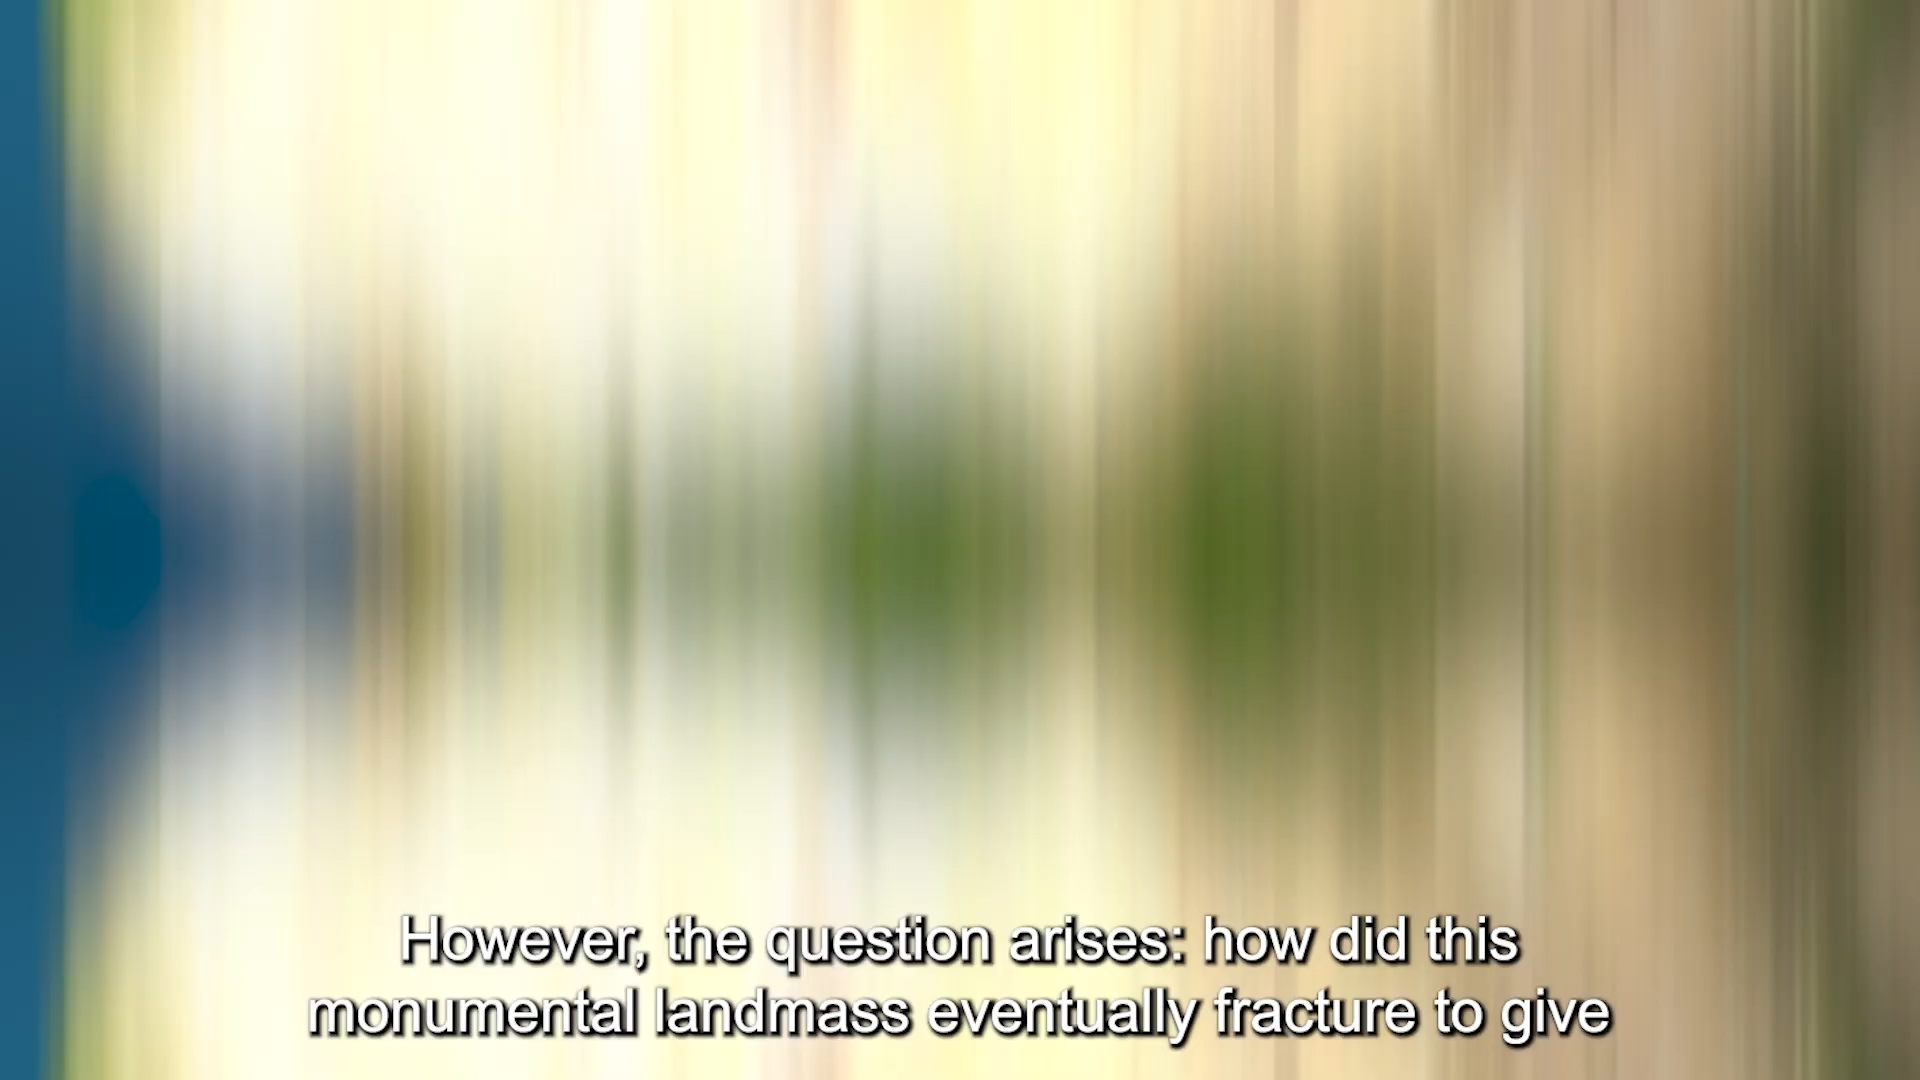 However, the question arises: how did this
monumental landmass eventually fracture to give